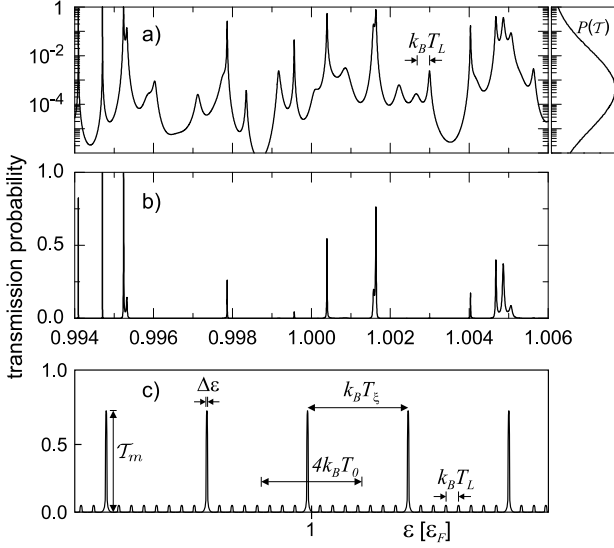 1
10⁻²
10⁻⁴
a)
k_B T_L
P(𝒯)
transmission probability
1.0
0.5
0.0
b)
0.994 0.996 0.998 1.000 1.002 1.004 1.006
1.0
0.5
0.0
c)
Δε
k_B T_ξ
𝒯_m
4k_B T_0
k_B T_L
1
ε [ε_F]